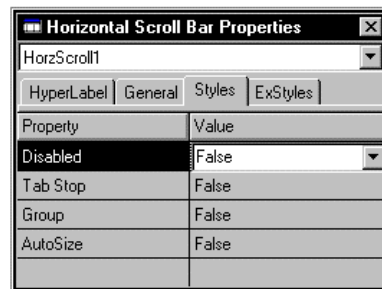 Horizontal Scroll Bar Properties
HorzScroll1
HyperLabel General Styles ExStyles
Property Value
Disabled False
Tab Stop False
Group False
AutoSize False